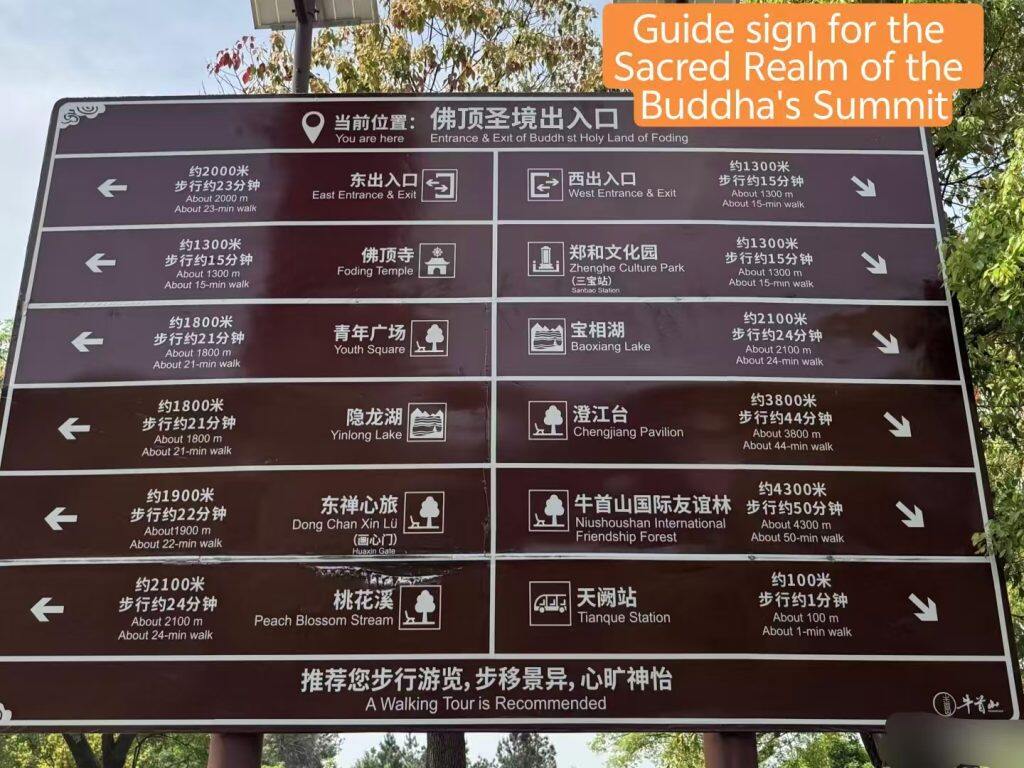 Guide sign for the
Sacred Realm of the
Buddha's Summit
当前位置：佛顶圣境出入口
You are here Entrance & Exit of Buddh st Holy Land of Foding
约2000米
步行约23分钟
About 2000 m
About 23-min walk
东出入口
East Entrance & Exit
西出入口
West Entrance & Exit
约1300米
步行约15分钟
About 1300 m
About 15-min walk
约1300米
步行约15分钟
About 1300 m
About 15-min walk
佛顶寺
Foding Temple
郑和文化园
Zhenghe Culture Park
（三宝站）
Sanbao Station
约1300米
步行约15分钟
About 1300 m
About 15-min walk
约1800米
步行约21分钟
About 1800 m
About 21-min walk
青年广场
Youth Square
宝相湖
Baoxiang Lake
约2100米
步行约24分钟
About 2100 m
About 24-min walk
约1800米
步行约21分钟
About 1800 m
About 21-min walk
隐龙湖
Yinlong Lake
澄江台
Chengjiang Pavilion
约3800米
步行约44分钟
About 3800 m
About 44-min walk
约1900米
步行约22分钟
About1900 m
About 22-min walk
东禅心旅
Dong Chan Xin Lü
（画心门）
Huaxin Gate
牛首山国际友谊林
Niushoushan International
Friendship Forest
约4300米
步行约50分钟
About 4300 m
About 50-min walk
约2100米
步行约24分钟
About 2100 m
About 24-min walk
桃花溪
Peach Blossom Stream
天阙站
Tianque Station
约100米
步行约1分钟
About 100 m
About 1-min walk
推荐您步行游览，步移景异，心旷神怡
A Walking Tour is Recommended
牛首山